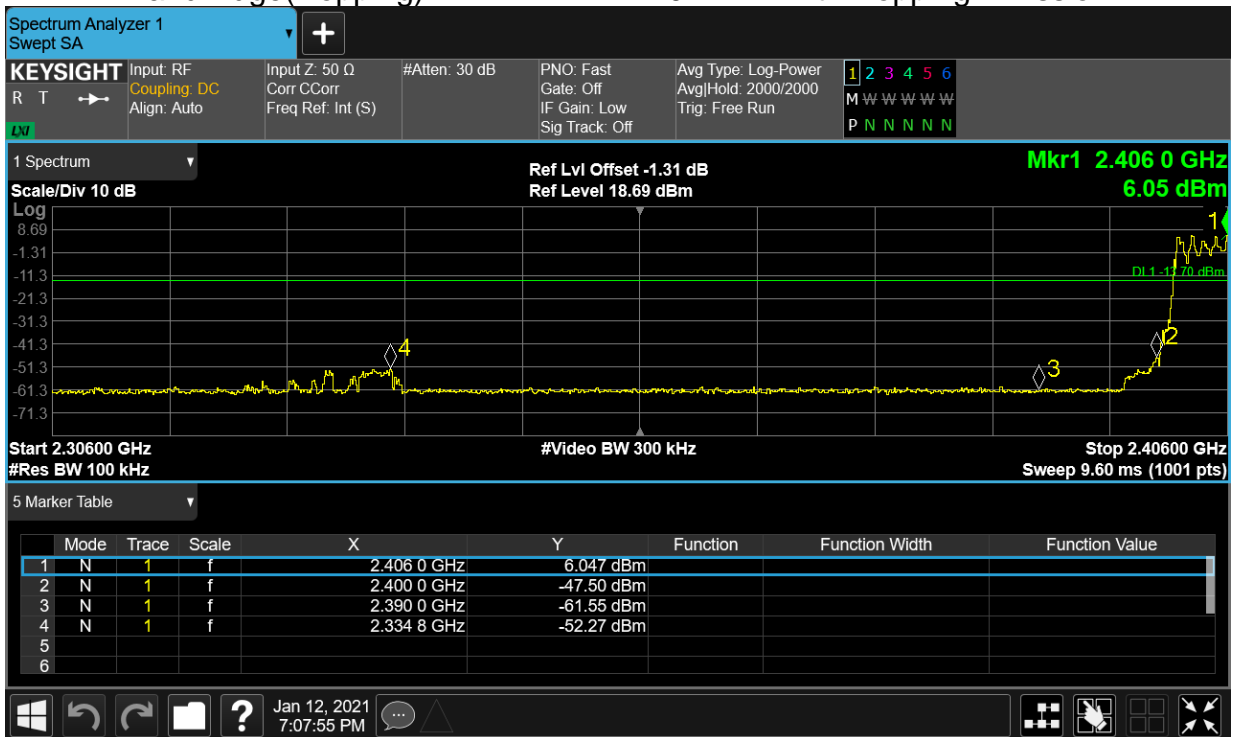 Spectrum Analyzer 1
Swept SA
KEYSIGHT Input: RF Input Z: 50 Ω #Atten: 30 dB PNO: Fast Avg Type: Log-Power 1 2 3 4 5 6
R T Coupling: DC Corr CCorr Gate: Off Avg|Hold: 2000/2000 M W W W W W
Align: Auto Freq Ref: Int (S) IF Gain: Low Trig: Free Run
LXI Sig Track: Off P N N N N N
1 Spectrum Ref Lvl Offset -1.31 dB Mkr1 2.406 0 GHz
Scale/Div 10 dB Ref Level 18.69 dBm 6.05 dBm
Log
8.69 1
-1.31
-11.3 DL1 -13.70 dBm
-21.3
-31.3
-41.3 4 2
-51.3 3
-61.3
-71.3
Start 2.30600 GHz #Video BW 300 kHz Stop 2.40600 GHz
#Res BW 100 kHz Sweep 9.60 ms (1001 pts)
5 Marker Table
Mode Trace Scale X Y Function Function Width Function Value
1 N 1 f 2.406 0 GHz 6.047 dBm
2 N 1 f 2.400 0 GHz -47.50 dBm
3 N 1 f 2.390 0 GHz -61.55 dBm
4 N 1 f 2.334 8 GHz -52.27 dBm
5
6
? Jan 12, 2021
7:07:55 PM